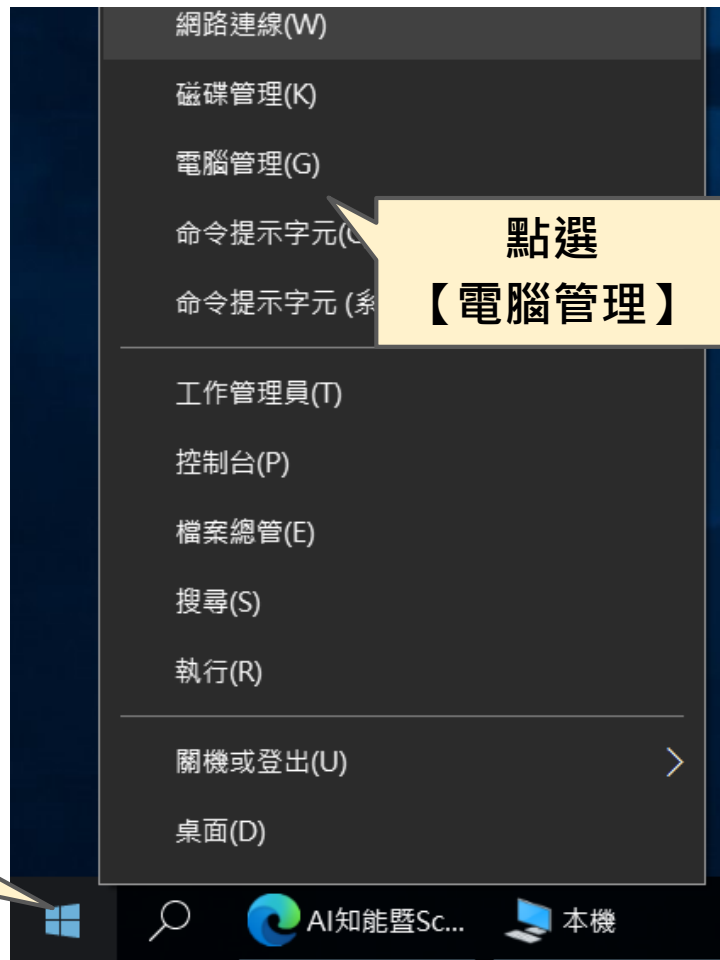 網路連線(W)
磁碟管理(K)
電腦管理(G)
命令提示字元(
命令提示字元 (系
點選
【電腦管理】
工作管理員(T)
控制台(P)
檔案總管(E)
搜尋(S)
執行(R)
關機或登出(U)
桌面(D)
AI知能暨Sc...
本機